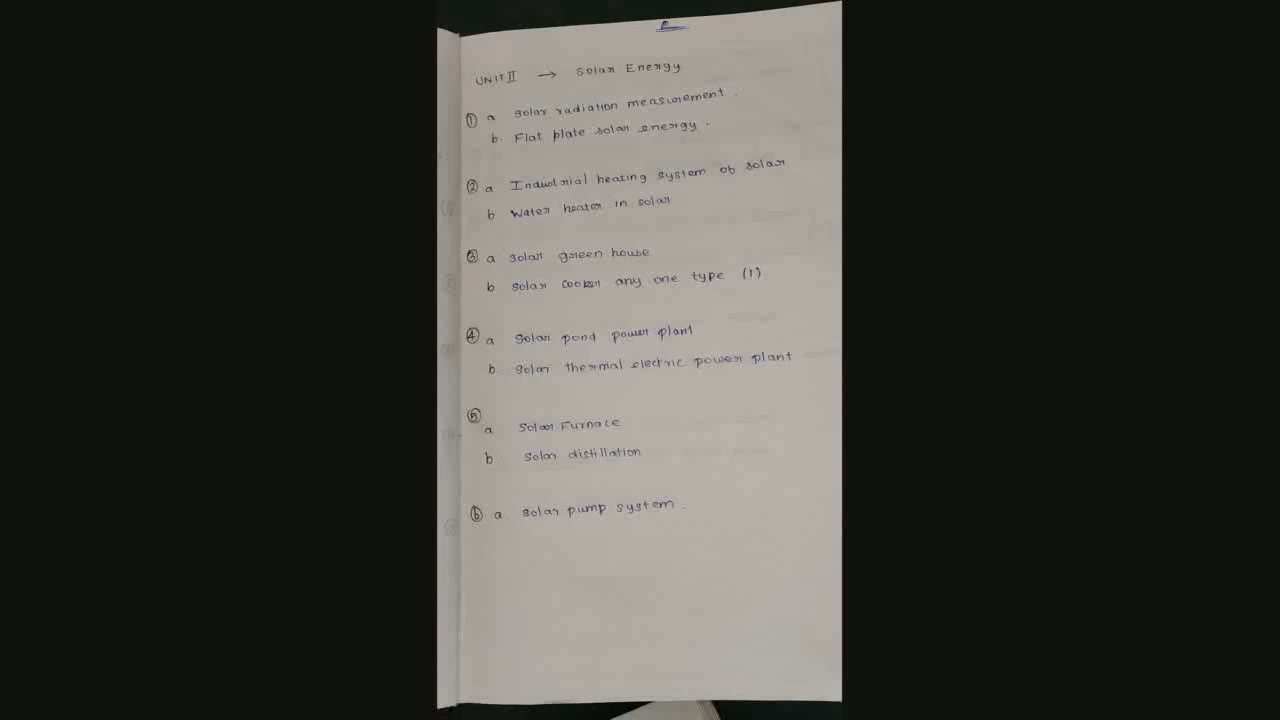 UNIT II → Solar Energy
① a solar radiation measurement.
b. Flat plate solar energy.
② a Industrial heating system of solar
b Water heater in solar
③ a solar green house
b Solar cooker any one type (1)
④ a Solar pond power plant
b Solar thermal electric power plant
⑤
a Solar Furnace
b Solar distillation
⑥ a solar pump system.